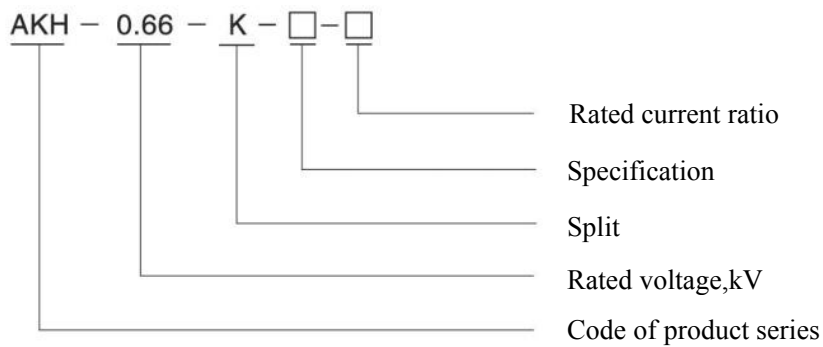 AKH - 0.66 - K - □ - □
Rated current ratio
Specification
Split
Rated voltage,kV
Code of product series